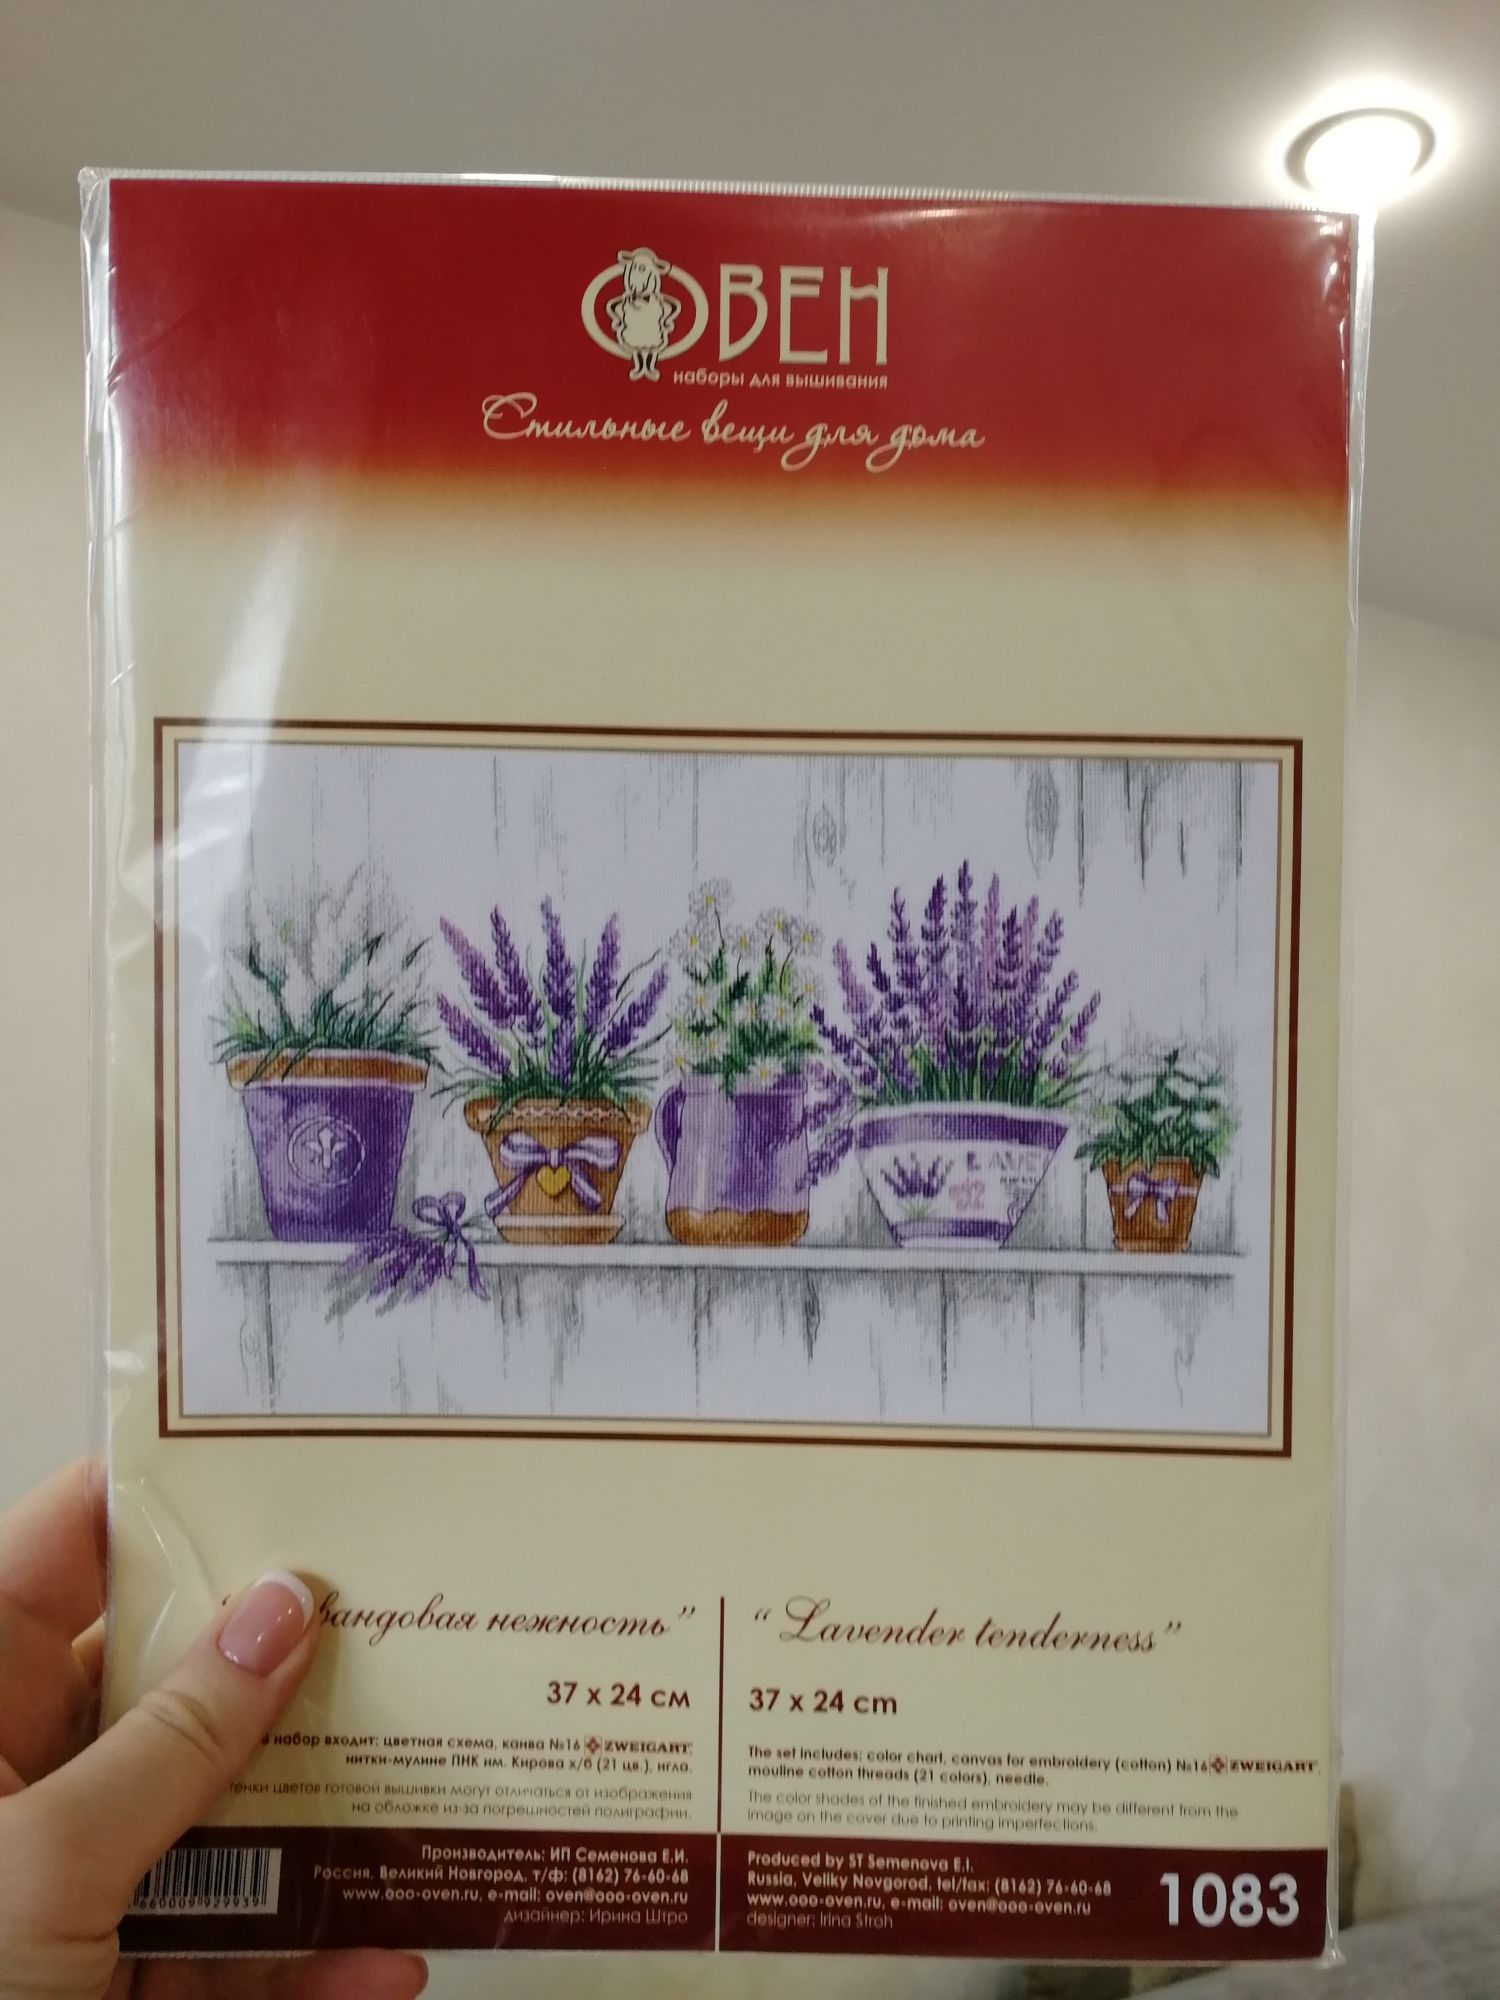 ОВЕН
наборы для вышивания
Стильные вещи для дома
LAVE
нежность”
37 х 24 см
набор входит: цветная схема, канва №16 ZWEIGART,
нитки-мулине ПНК им. Кирова х/б (21 цв.), игла.
цветов готовой вышивки могут отличаться от изображения
на обложке из-за погрешностей полиграфии.
“Lavender tenderness”
37 x 24 cm
The set includes: color chart, canvas for embroidery (cotton) №16 ZWEIGART,
mouline cotton threads (21 colors), needle.
The color shades of the finished embroidery may be different from the
image on the cover due to printing imperfections.
Производитель: ИП Семенова Е.И.
Россия, Великий Новгород, т/ф: (8162) 76-60-68
www.ooo-oven.ru, e-mail: oven@ooo-oven.ru
дизайнер: Ирина Штро
Produced by ST Semenova E.I.
Russia, Veliky Novgorod, tel/fax: (8162) 76-60-68
www.ooo-oven.ru, e-mail: oven@ooo-oven.ru
designer: Irina Stroh
1083
660009 929939